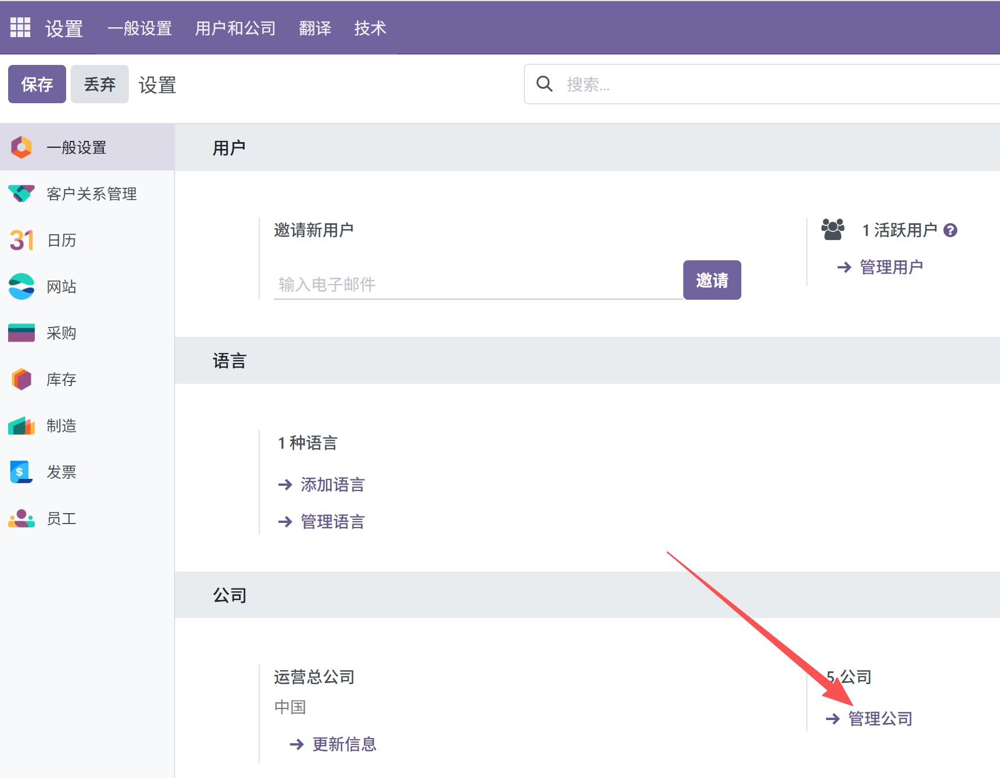 设置 一般设置 用户和公司 翻译 技术
保存 丢弃 设置 搜索...
一般设置
客户关系管理
31 日历
网站
采购
库存
制造
$ 发票
员工
用户
邀请新用户
输入电子邮件 邀请
1 活跃用户 ?
管理用户
语言
1 种语言
添加语言
管理语言
公司
运营总公司
中国
更新信息
5 公司
管理公司